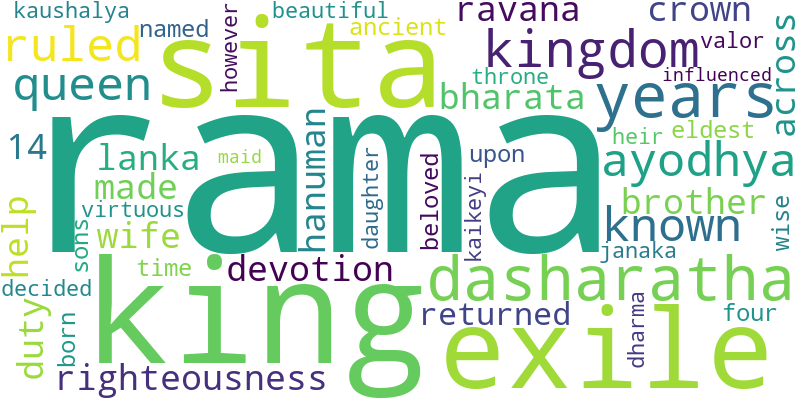 kaushalya
beautiful
ravana
crown
ruled
named
however
ancient
sita
kingdom
valor
across
queen
throne
influenced
bharata
years
14
rama
lanka
maid
hanuman
daughter
beloved
upon
heir
eldest
ayodhya
made
kaikeyi
brother
wise
help
virtuous
sons
wife
known
janaka
time
devotion
dasharatha
decided
king
returned
exile
four
duty
born
dharma
righteousness